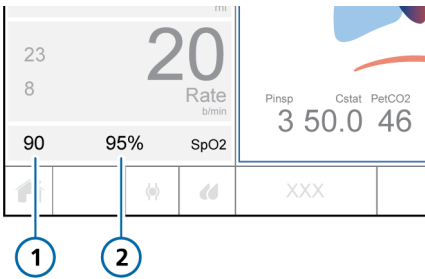 ml
23
8
20
Rate
b/min
90 95% SpO2
Pinsp Cstat PetCO2
3 50.0 46
XXX
1 2